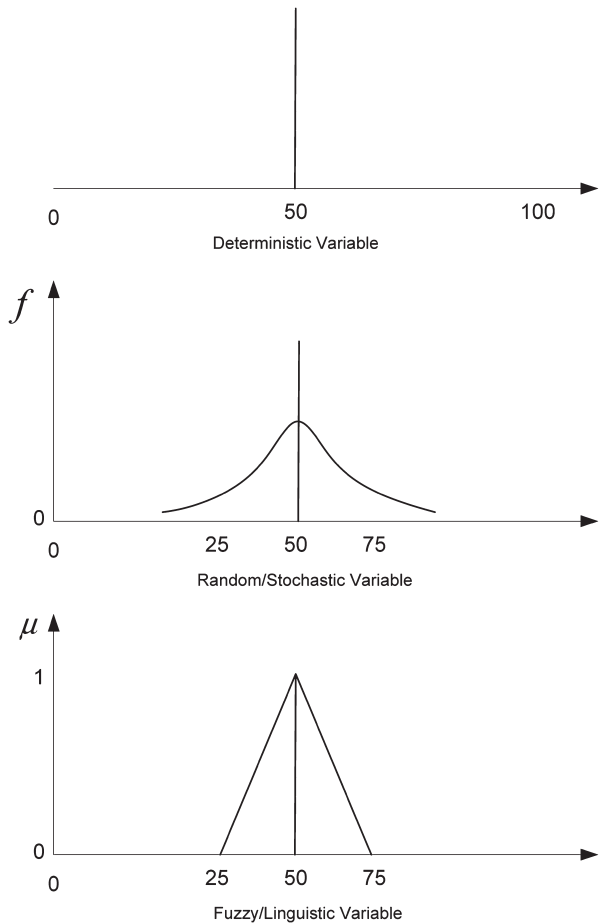 0 50 100
Deterministic Variable
f
0
0 25 50 75
Random/Stochastic Variable
μ
1
0
0 25 50 75
Fuzzy/Linguistic Variable